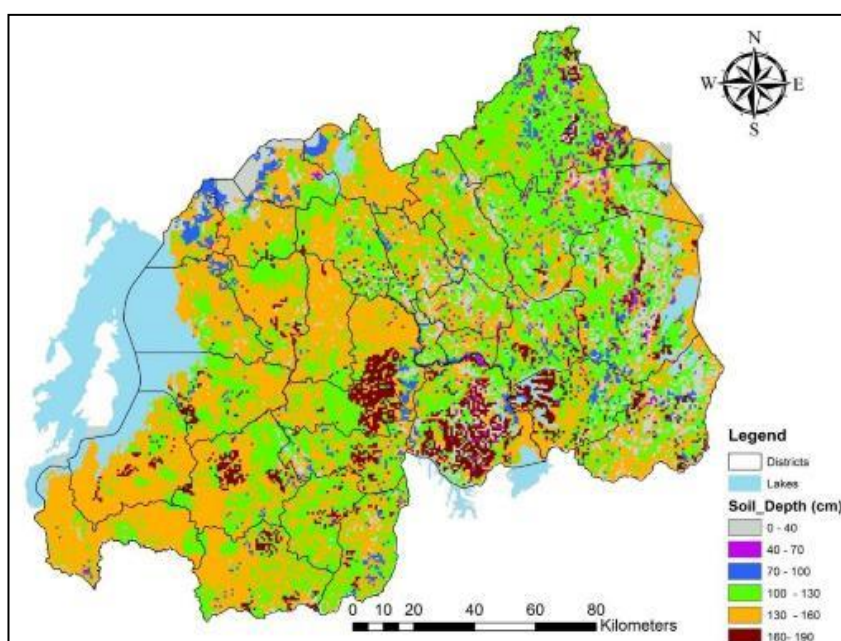 N
W E
S
Legend
Districts
Lakes
Soil_Depth (cm)
0 - 40
40 - 70
70 - 100
100 - 130
130 - 160
160- 190
0 10 20 40 60 80
Kilometers